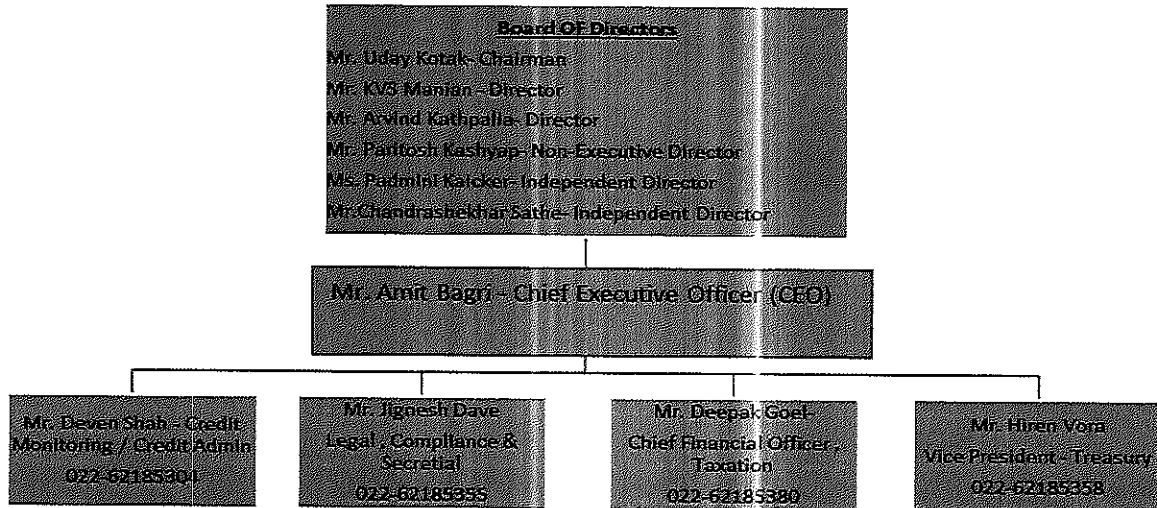 Board OF Directors
Mr. Uday Kotak- Chairman
Mr. KVS Manian - Director
Mr. Arvind Kathpalia- Director
Mr. Paritosh Kashyap- Non-Executive Director
Ms. Padmini Kaicker- Independent Director
Mr.Chandrashekhar Sathe- Independent Director
Mr. Amit Bagri - Chief Executive Officer (CEO)
Mr. Deven Shah - Credit
Monitoring / Credit Admin
022-62185304
Mr. Jignesh Dave
Legal , Compliance &
Secretial
022-62185355
Mr. Deepak Goel-
Chief Financial Officer ,
Taxation
022-62185380
Mr. Hiren Vora
Vice President - Treasury
022-62185358